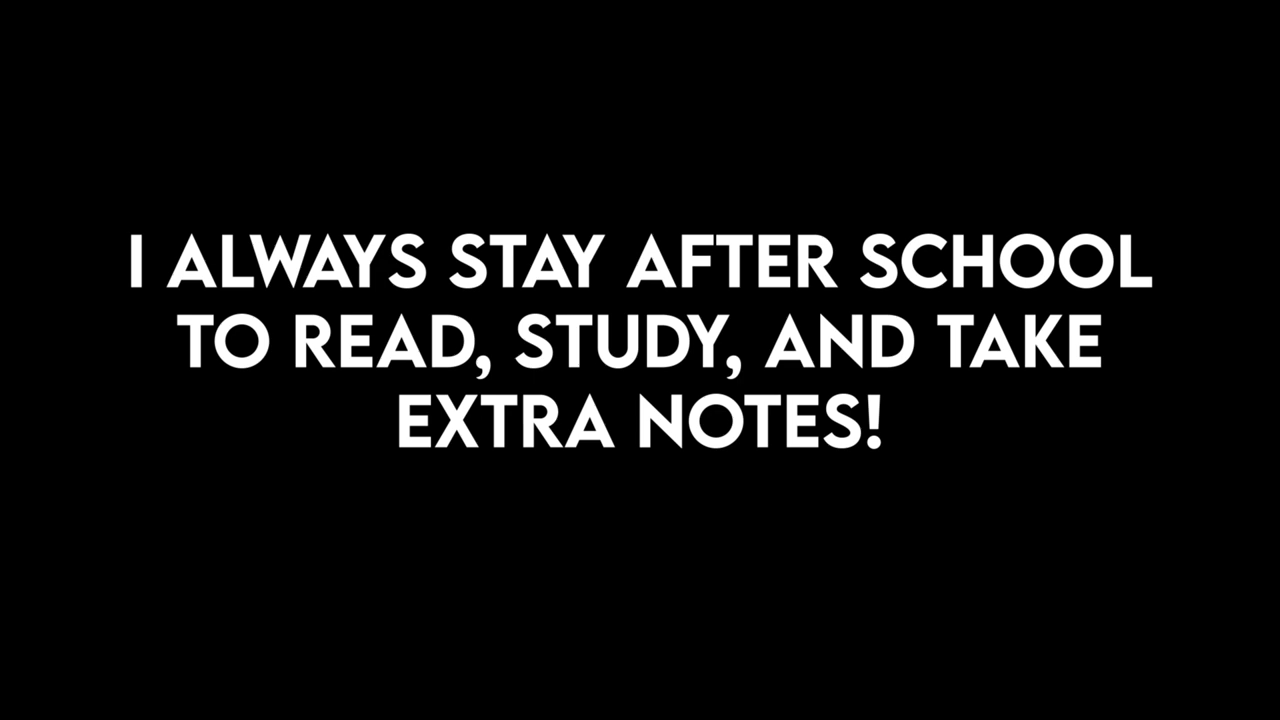 I ALWAYS STAY AFTER SCHOOL
TO READ, STUDY, AND TAKE
EXTRA NOTES!